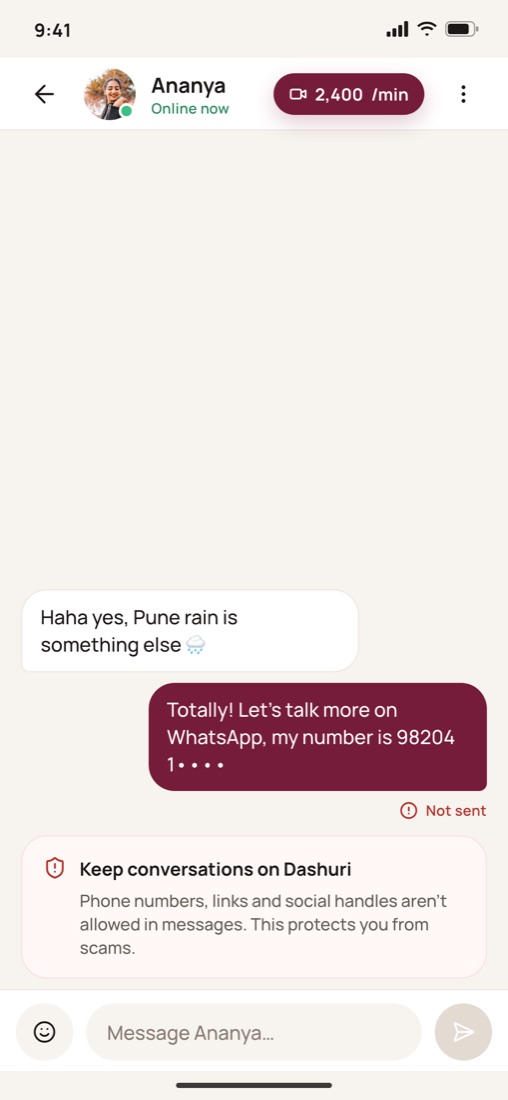 9:41
Ananya
Online now
2,400 /min
Haha yes, Pune rain is
something else 🌧️
Totally! Let's talk more on
WhatsApp, my number is 98204
1••••
Not sent
Keep conversations on Dashuri
Phone numbers, links and social handles aren't
allowed in messages. This protects you from
scams.
Message Ananya...